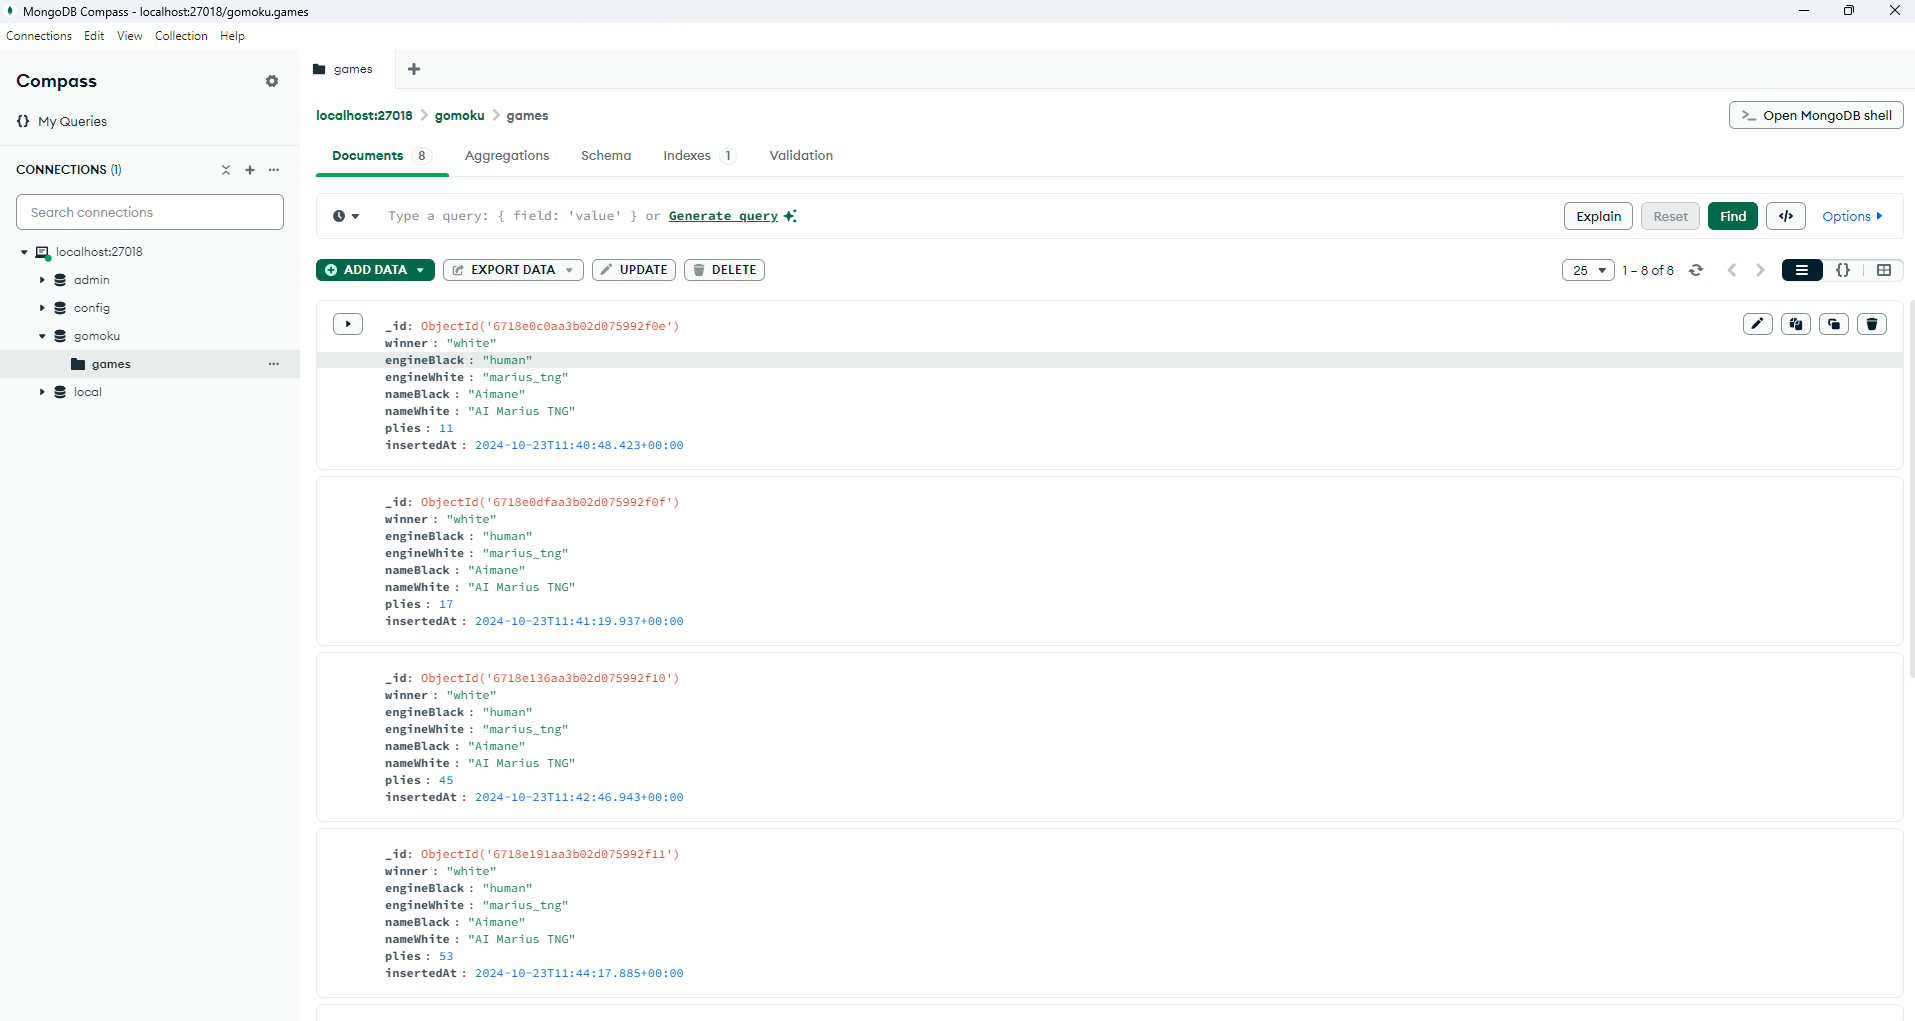 MongoDB Compass - localhost:27018/gomoku.games
Connections Edit View Collection Help
Compass
{} My Queries
CONNECTIONS (1)
Search connections
localhost:27018
admin
config
gomoku
games
local
games
localhost:27018 > gomoku > games
>_ Open MongoDB shell
Documents 8 Aggregations Schema Indexes 1 Validation
Type a query: { field: 'value' } or Generate query
Explain Reset Find </> Options
ADD DATA EXPORT DATA UPDATE DELETE
25 1 – 8 of 8 {}
_id: ObjectId('6718e0c0aa3b02d075992f0e')
winner : "white"
engineBlack : "human"
engineWhite : "marius_tng"
nameBlack : "Aimane"
nameWhite : "AI Marius TNG"
plies : 11
insertedAt : 2024-10-23T11:40:48.423+00:00
_id: ObjectId('6718e0dfaa3b02d075992f0f')
winner : "white"
engineBlack : "human"
engineWhite : "marius_tng"
nameBlack : "Aimane"
nameWhite : "AI Marius TNG"
plies : 17
insertedAt : 2024-10-23T11:41:19.937+00:00
_id: ObjectId('6718e136aa3b02d075992f10')
winner : "white"
engineBlack : "human"
engineWhite : "marius_tng"
nameBlack : "Aimane"
nameWhite : "AI Marius TNG"
plies : 45
insertedAt : 2024-10-23T11:42:46.943+00:00
_id: ObjectId('6718e191aa3b02d075992f11')
winner : "white"
engineBlack : "human"
engineWhite : "marius_tng"
nameBlack : "Aimane"
nameWhite : "AI Marius TNG"
plies : 53
insertedAt : 2024-10-23T11:44:17.885+00:00